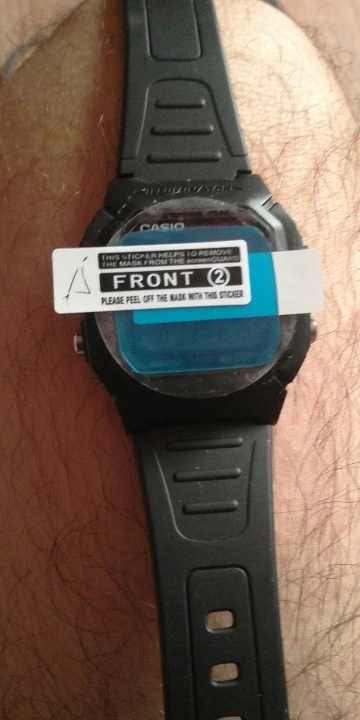 ILLUMINATOR
CASIO
THIS STICKER HELPS TO REMOVE
THE MASK FROM THE screenGUARD
FRONT 2
PLEASE PEEL OFF THE MASK WITH THIS STICKER